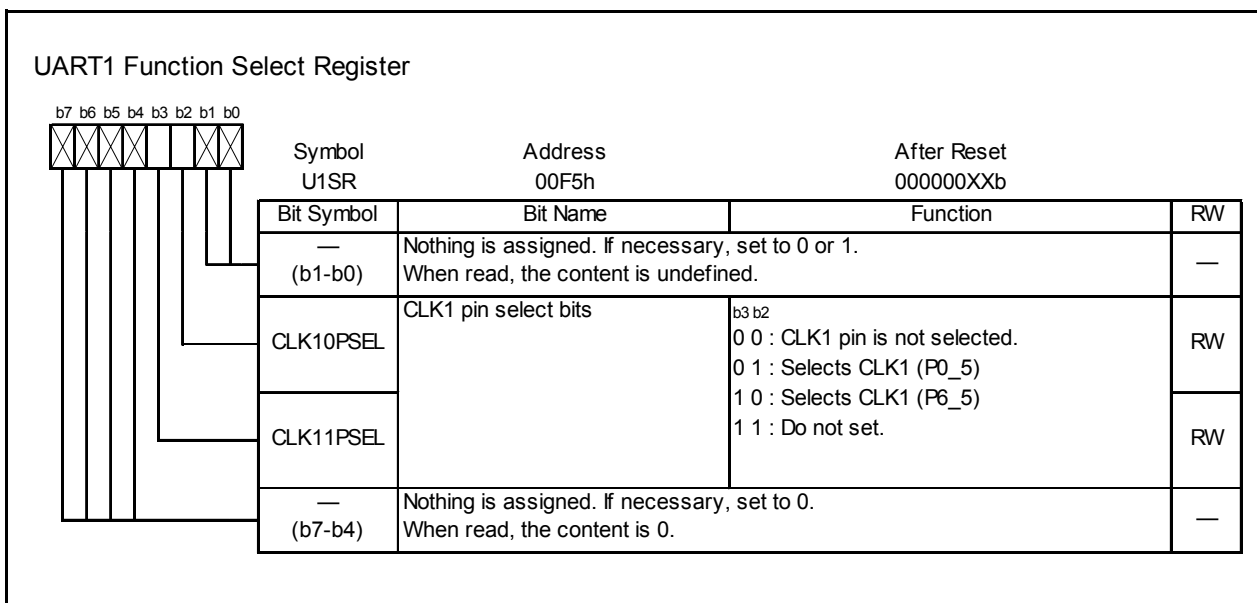 UART1 Function Select Register
b7 b6 b5 b4 b3 b2 b1 b0
Symbol Address After Reset
U1SR 00F5h 000000XXb
Bit Symbol Bit Name Function RW
—
(b1-b0)
Nothing is assigned. If necessary, set to 0 or 1.
When read, the content is undefined.
—
CLK10PSEL
CLK1 pin select bits
b3 b2
0 0 : CLK1 pin is not selected.
0 1 : Selects CLK1 (P0_5)
1 0 : Selects CLK1 (P6_5)
1 1 : Do not set.
RW
CLK11PSEL
RW
—
(b7-b4)
Nothing is assigned. If necessary, set to 0.
When read, the content is 0.
—